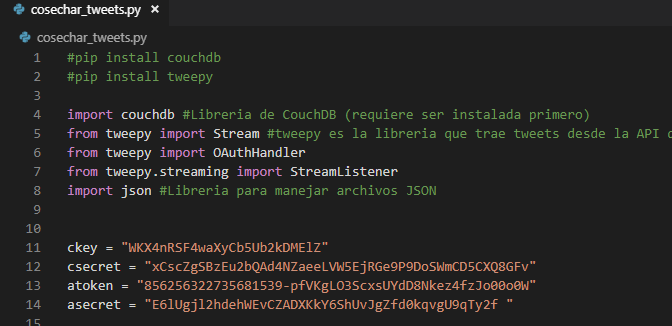 cosechar_tweets.py ×
cosechar_tweets.py
1 #pip install couchdb
2 #pip install tweepy
3
4 import couchdb #Libreria de CouchDB (requiere ser instalada primero)
5 from tweepy import Stream #tweepy es la libreria que trae tweets desde la API
6 from tweepy import OAuthHandler
7 from tweepy.streaming import StreamListener
8 import json #Libreria para manejar archivos JSON
9
10
11 ckey = "WKX4nRSF4waXyCb5Ub2kDMElZ"
12 csecret = "xCscZgSBzEu2bQAd4NZaeeLVW5EjRGe9P9DoSWmCD5CXQ8GFv"
13 atoken = "856256322735681539-pfVKgLO3ScxsUYdD8Nkez4fzJo00o0W"
14 asecret = "E6lUgjl2hdehWEvCZADXKkY6ShUvJgZfd0kqvgU9qTy2f "
15